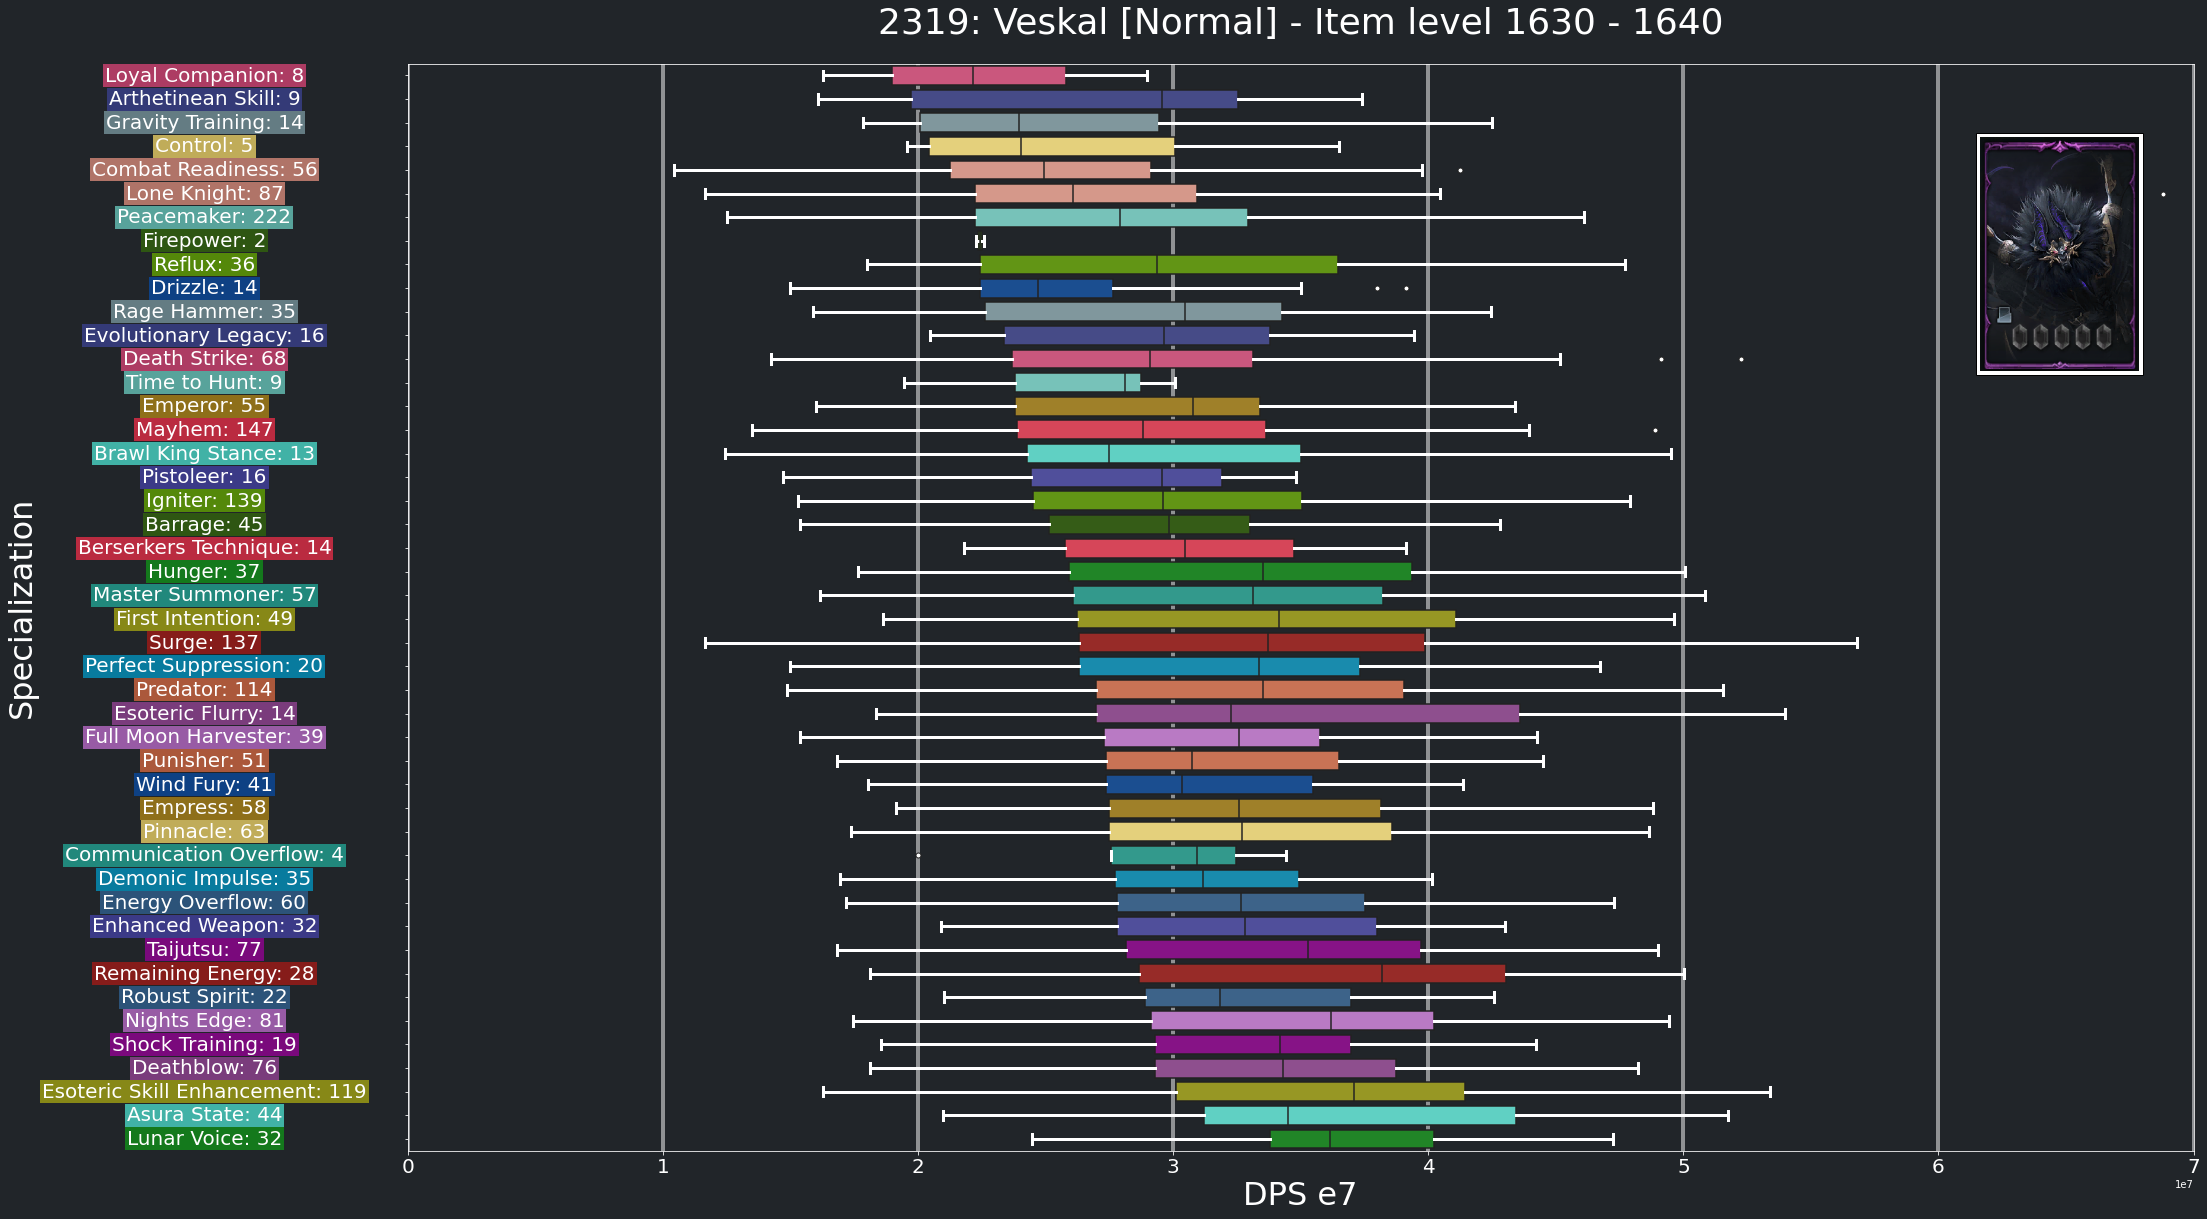 2319: Veskal [Normal] - Item level 1630 - 1640
Loyal Companion: 8
Arthetinean Skill: 9
Gravity Training: 14
Control: 5
Combat Readiness: 56
Lone Knight: 87
Peacemaker: 222
Firepower: 2
Reflux: 36
Drizzle: 14
Rage Hammer: 35
Evolutionary Legacy: 16
Death Strike: 68
Time to Hunt: 9
Emperor: 55
Mayhem: 147
Brawl King Stance: 13
Pistoleer: 16
Igniter: 139
Barrage: 45
Berserkers Technique: 14
Hunger: 37
Master Summoner: 57
First Intention: 49
Surge: 137
Perfect Suppression: 20
Predator: 114
Esoteric Flurry: 14
Full Moon Harvester: 39
Punisher: 51
Wind Fury: 41
Empress: 58
Pinnacle: 63
Communication Overflow: 4
Demonic Impulse: 35
Energy Overflow: 60
Enhanced Weapon: 32
Taijutsu: 77
Remaining Energy: 28
Robust Spirit: 22
Nights Edge: 81
Shock Training: 19
Deathblow: 76
Esoteric Skill Enhancement: 119
Asura State: 44
Lunar Voice: 32
Specialization
0 1 2 3 4 5 6 7
1e7
DPS e7